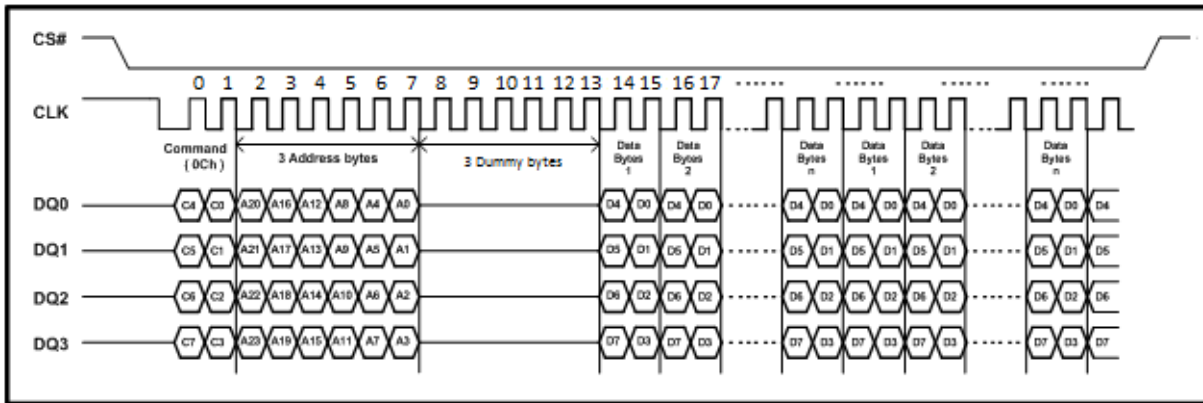 CS#
0 1 2 3 4 5 6 7 8 9 10 11 12 13 14 15 16 17
CLK
Command
( 0Ch )
3 Address bytes
3 Dummy bytes
Data
Bytes
1
Data
Bytes
2
Data
Bytes
n
Data
Bytes
1
Data
Bytes
2
Data
Bytes
n
DQ0 C4 C0 A20 A16 A12 A8 A4 A0 D4 D0 D4 D0 D4 D0 D4 D0 D4 D0 D4 D0 D4
DQ1 C5 C1 A21 A17 A13 A9 A5 A1 D5 D1 D5 D1 D5 D1 D5 D1 D5 D1 D5 D1 D5
DQ2 C6 C2 A22 A18 A14 A10 A6 A2 D6 D2 D6 D2 D6 D2 D6 D2 D6 D2 D6 D2 D6
DQ3 C7 C3 A23 A19 A15 A11 A7 A3 D7 D3 D7 D3 D7 D3 D7 D3 D7 D3 D7 D3 D7